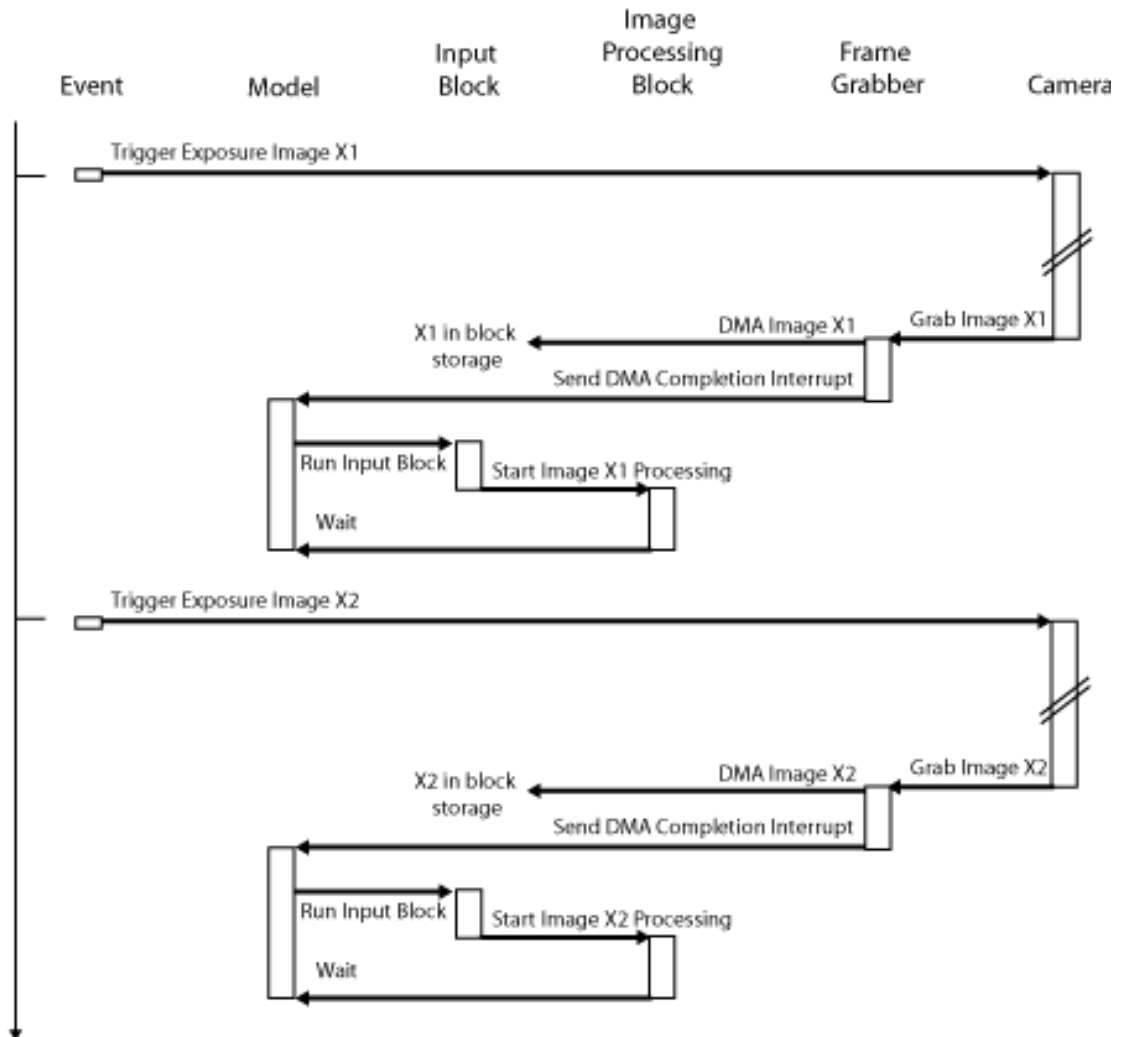 Event
Model
Input
Block
Image
Processing
Block
Frame
Grabber
Camera
Trigger Exposure Image X1
Grab Image X1
DMA Image X1
X1 in block
storage
Send DMA Completion Interrupt
Run Input Block
Start Image X1 Processing
Wait
Trigger Exposure Image X2
Grab Image X2
DMA Image X2
X2 in block
storage
Send DMA Completion Interrupt
Run Input Block
Start Image X2 Processing
Wait